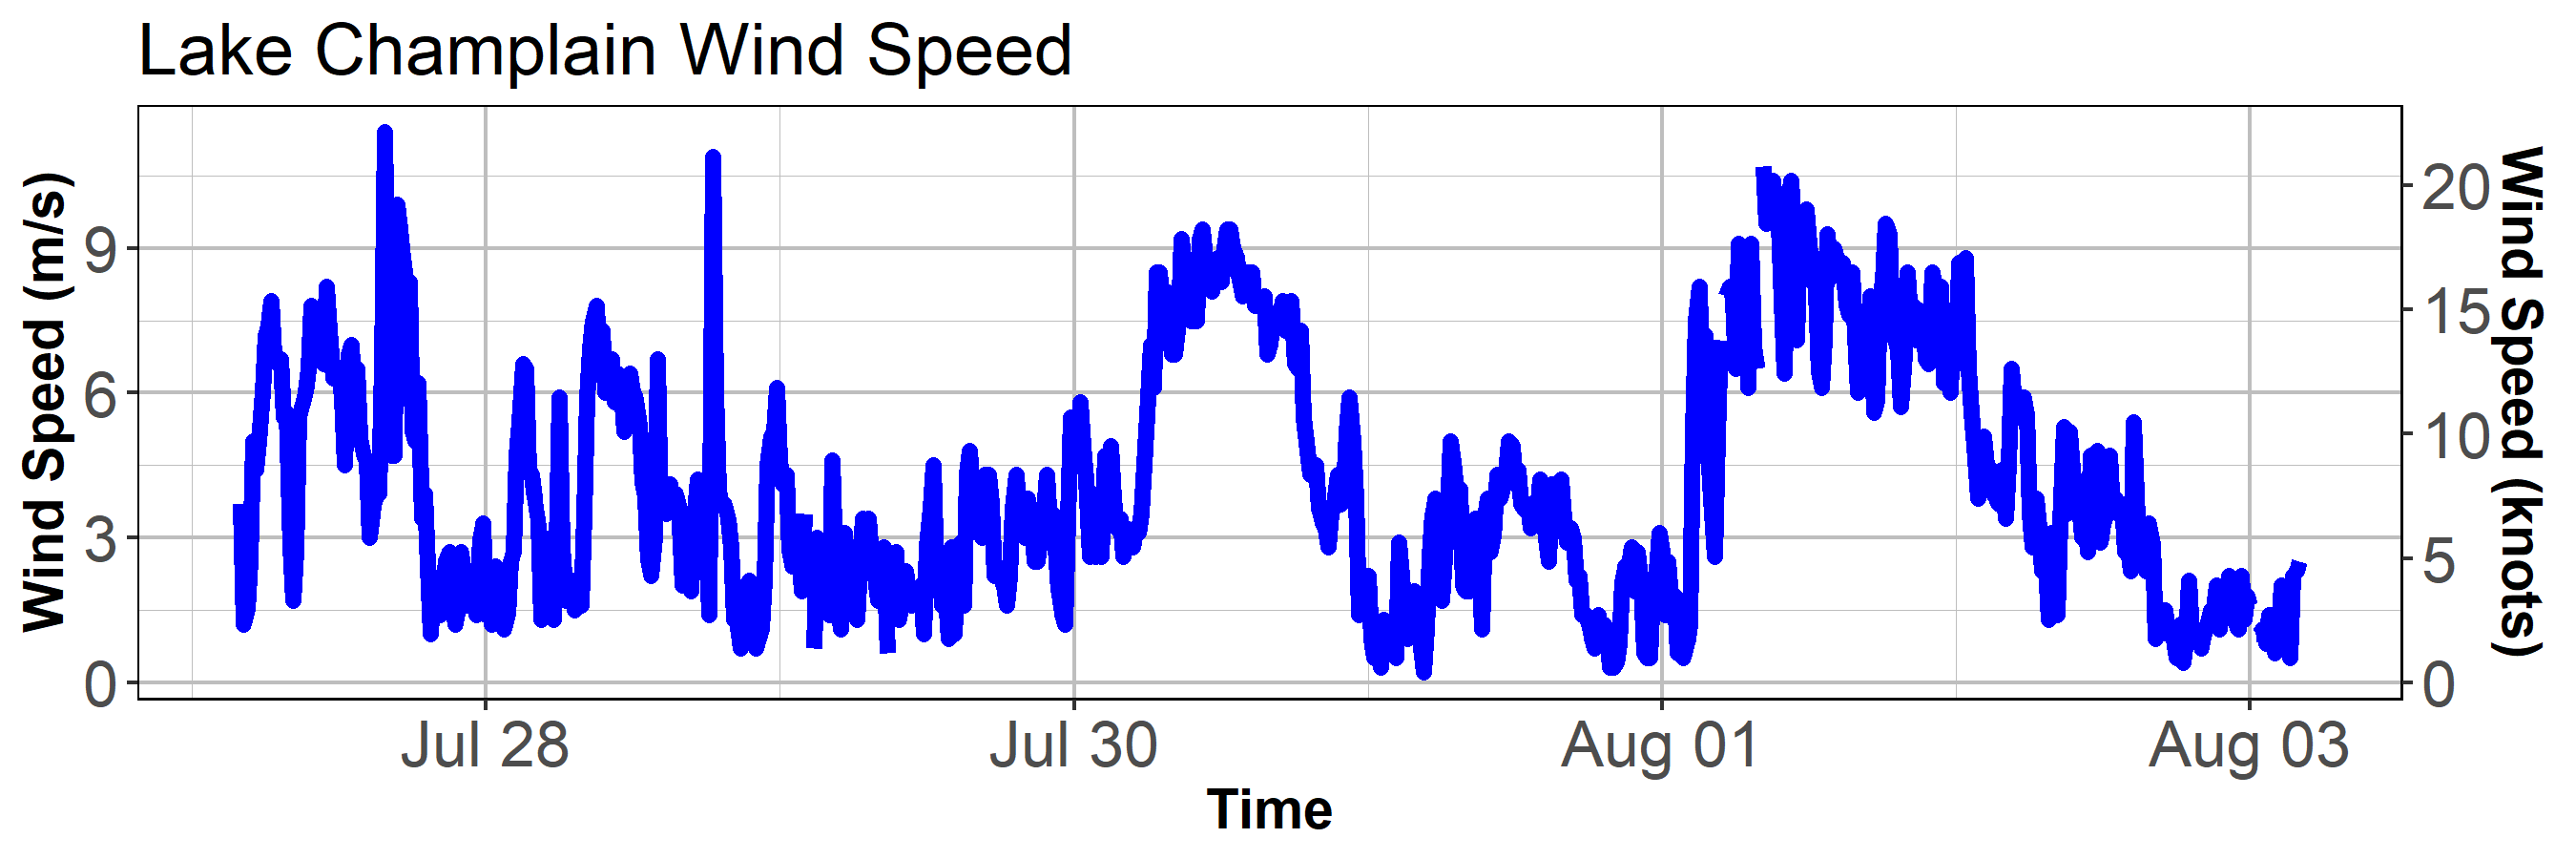 Lake Champlain Wind Speed
Wind Speed (m/s)
9
6
3
0
20
15
10
5
0
Wind Speed (knots)
Jul 28
Jul 30
Aug 01
Aug 03
Time